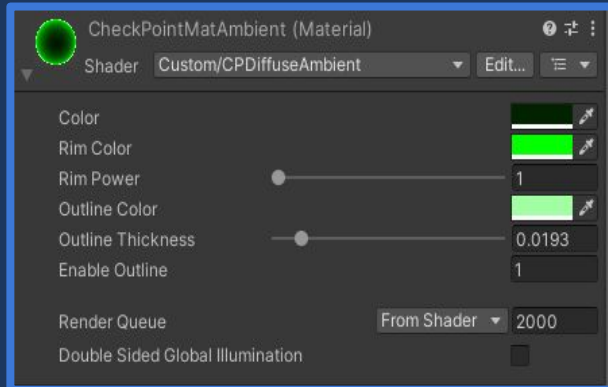 CheckPointMatAmbient (Material)
Shader Custom/CPDiffuseAmbient Edit...
Color
Rim Color
Rim Power 1
Outline Color
Outline Thickness 0.0193
Enable Outline 1
Render Queue From Shader 2000
Double Sided Global Illumination